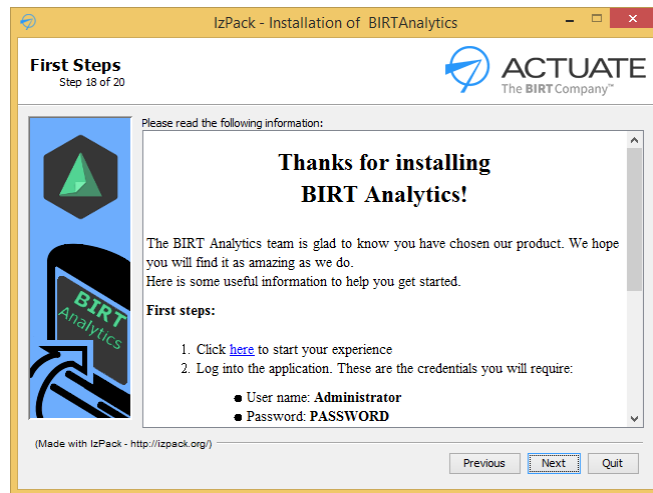 IzPack - Installation of BIRTAnalytics
First Steps
Step 18 of 20
ACTUATE
The BIRT Company™
Please read the following information:
Thanks for installing
BIRT Analytics!
The BIRT Analytics team is glad to know you have chosen our product. We hope
you will find it as amazing as we do.
Here is some useful information to help you get started.
First steps:
1. Click here to start your experience
2. Log into the application. These are the credentials you will require:
● User name: Administrator
● Password: PASSWORD
BIRT
Analytics
(Made with IzPack - http://izpack.org/)
Previous
Next
Quit